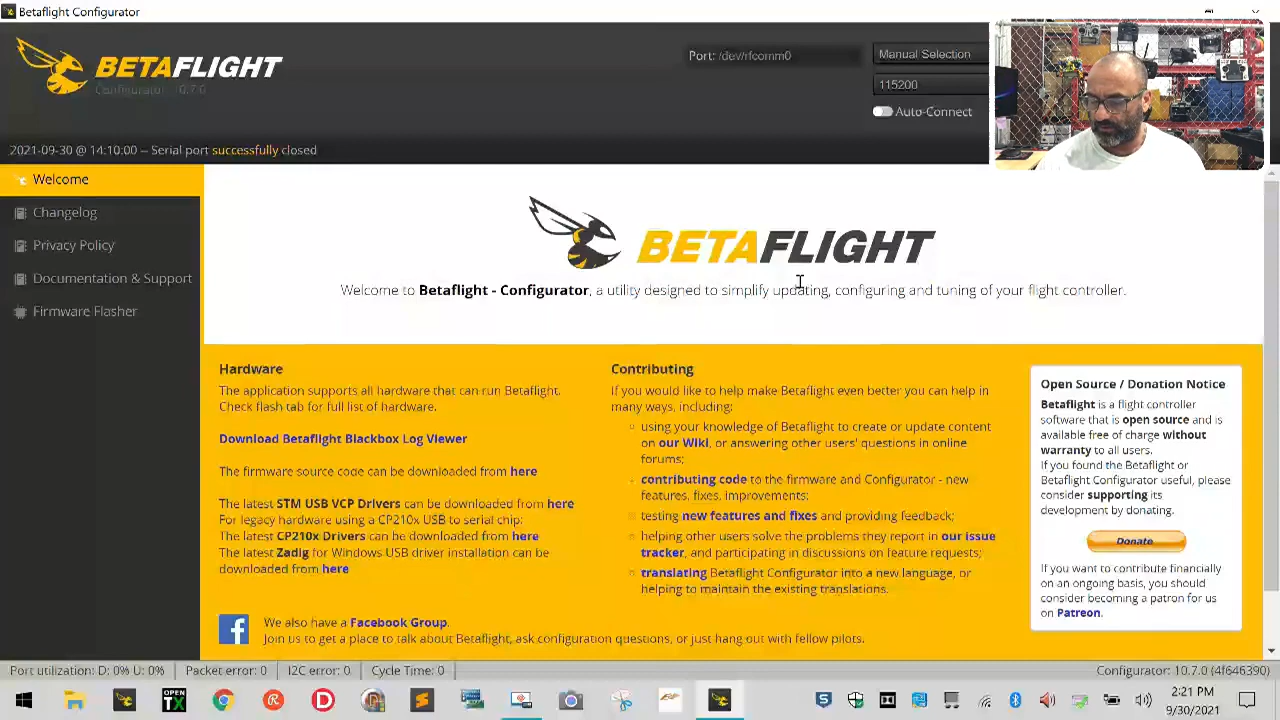 Betaflight Configurator
BETAFLIGHT
Configurator 10.7.0
Port: /dev/rfcomm0
Manual Selection
115200
Auto-Connect
2021-09-30 @ 14:10:00 -- Serial port successfully closed
Welcome
Changelog
Privacy Policy
Documentation & Support
Firmware Flasher
BETAFLIGHT
Welcome to Betaflight - Configurator, a utility designed to simplify updating, configuring and tuning of your flight controller.
Hardware
The application supports all hardware that can run Betaflight.
Check flash tab for full list of hardware.
Download Betaflight Blackbox Log Viewer
The firmware source code can be downloaded from here
The latest STM USB VCP Drivers can be downloaded from here
For legacy hardware using a CP210x USB to serial chip:
The latest CP210x Drivers can be downloaded from here
The latest Zadig for Windows USB driver installation can be
downloaded from here
Contributing
If you would like to help make Betaflight even better you can help in
many ways, including:
using your knowledge of Betaflight to create or update content
on our Wiki, or answering other users' questions in online
forums;
contributing code to the firmware and Configurator - new
features, fixes, improvements;
testing new features and fixes and providing feedback;
helping other users solve the problems they report in our issue
tracker, and participating in discussions on feature requests;
translating Betaflight Configurator into a new language, or
helping to maintain the existing translations.
Open Source / Donation Notice
Betaflight is a flight controller
software that is open source and is
available free of charge without
warranty to all users.
If you found the Betaflight or
Betaflight Configurator useful, please
consider supporting its
development by donating.
Donate
If you want to contribute financially
on an ongoing basis, you should
consider becoming a patron for us
on Patreon.
We also have a Facebook Group.
Join us to get a place to talk about Betaflight, ask configuration questions, or just hang out with fellow pilots.
Port utilization: D: 0% U: 0%
Packet error: 0
I2C error: 0
Cycle Time: 0
Configurator: 10.7.0 (4f646390)
OPEN
TX
2:21 PM
9/30/2021